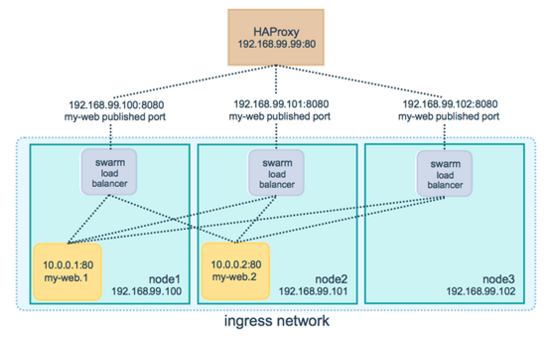 HAProxy
192.168.99.99:80
192.168.99.100:8080
my-web published port
192.168.99.101:8080
my-web published port
192.168.99.102:8080
my-web published port
swarm
load
balancer
swarm
load
balancer
swarm
load
balancer
10.0.0.1:80
my-web.1
node1
192.168.99.100
10.0.0.2:80
my-web.2
node2
192.168.99.101
node3
192.168.99.102
ingress network